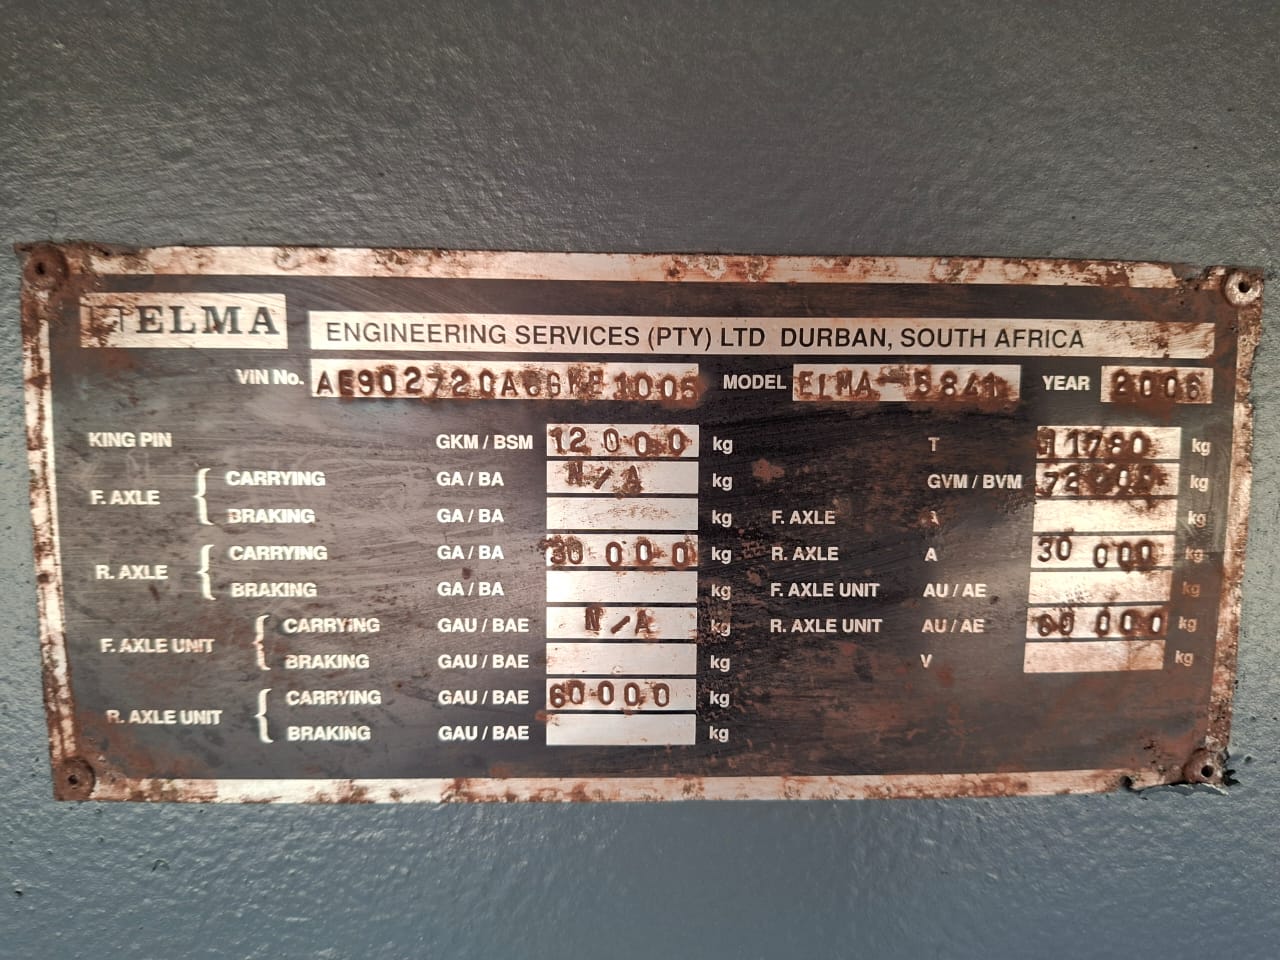 ELMA
ENGINEERING SERVICES (PTY) LTD DURBAN, SOUTH AFRICA
VIN No. MODEL YEAR 2006
KING PIN GKM / BSM 12000 kg T kg
F. AXLE CARRYING GA / BA N/A kg GVM / BVM 72000 kg
BRAKING GA / BA kg F. AXLE kg
R. AXLE CARRYING GA / BA 30 000 kg R. AXLE A 30 000 kg
BRAKING GA / BA kg F. AXLE UNIT AU / AE kg
F. AXLE UNIT CARRYING GAU / BAE N/A kg R. AXLE UNIT AU / AE 60 000 kg
BRAKING GAU / BAE kg V kg
R. AXLE UNIT CARRYING GAU / BAE 60000 kg
BRAKING GAU / BAE kg